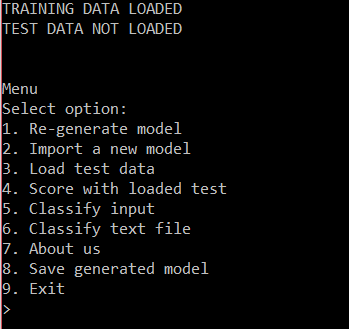 TRAINING DATA LOADED
TEST DATA NOT LOADED
Menu
Select option:
1. Re-generate model
2. Import a new model
3. Load test data
4. Score with loaded test
5. Classify input
6. Classify text file
7. About us
8. Save generated model
9. Exit
>